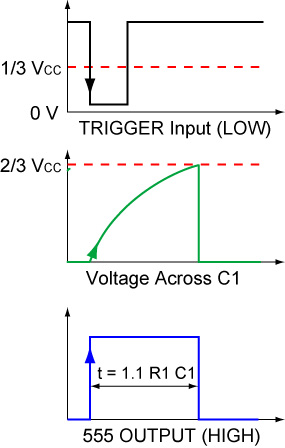 1/3 Vcc
0 V
TRIGGER Input (LOW)
2/3 Vcc
Voltage Across C1
t = 1.1 R1 C1
555 OUTPUT (HIGH)